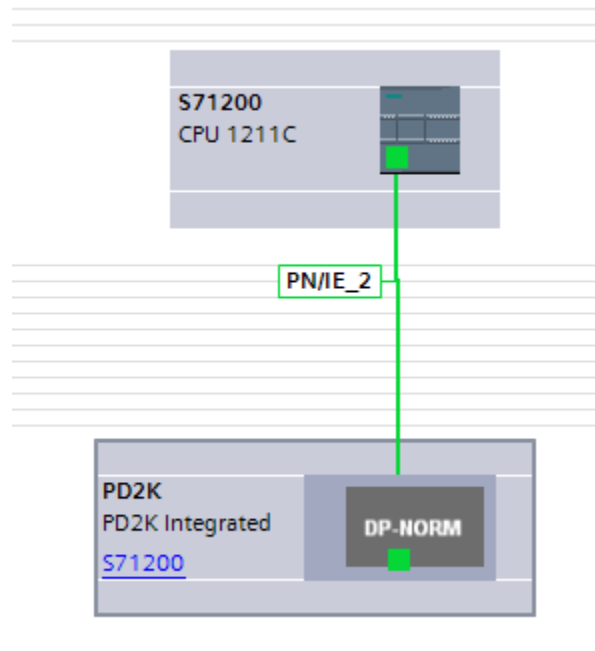 S71200
CPU 1211C
PN/IE_2
PD2K
PD2K Integrated
DP-NORM
S71200